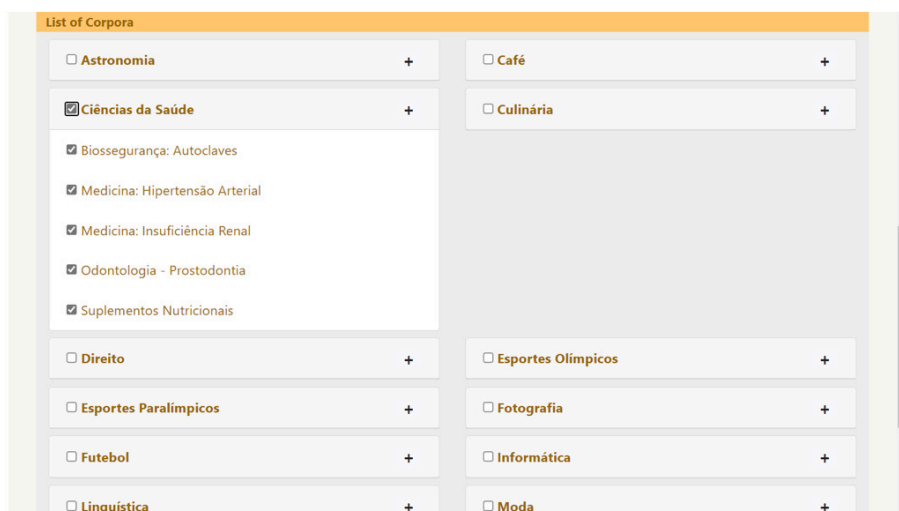 List of Corpora
Astronomia +
Café +
Ciências da Saúde +
Culinária +
Biossegurança: Autoclaves
Medicina: Hipertensão Arterial
Medicina: Insuficiência Renal
Odontologia - Prostodontia
Suplementos Nutricionais
Direito +
Esportes Olímpicos +
Esportes Paralímpicos +
Fotografia +
Futebol +
Informática +
Linguística +
Moda +